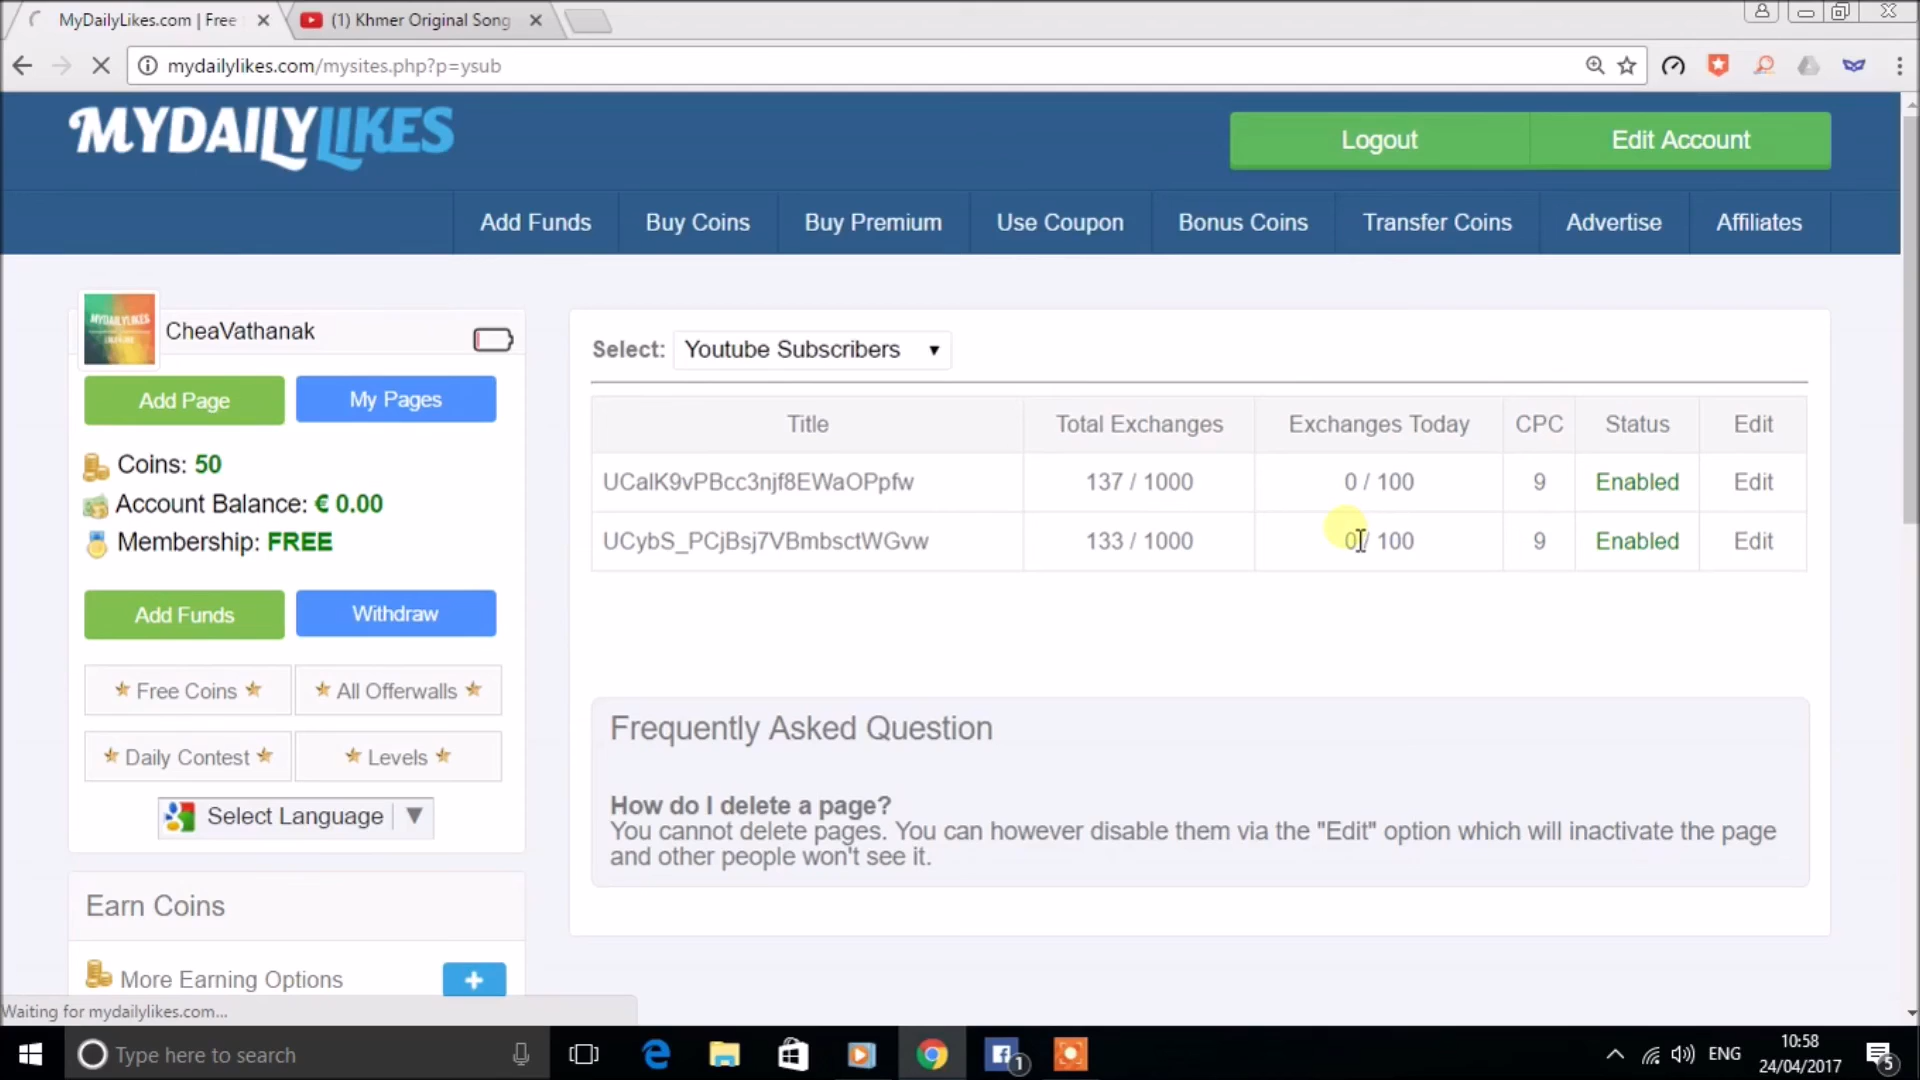 MyDailyLikes.com | Free
(1) Khmer Original Song
mydailylikes.com/mysites.php?p=ysub
MYDAILYLIKES
Logout
Edit Account
Add Funds
Buy Coins
Buy Premium
Use Coupon
Bonus Coins
Transfer Coins
Advertise
Affiliates
MYDAILYLIKES
CheaVathanak
Add Page
My Pages
Coins: 50
Account Balance: € 0.00
Membership: FREE
Add Funds
Withdraw
Free Coins
All Offerwalls
Daily Contest
Levels
Select Language ▼
Earn Coins
More Earning Options
+
Select: Youtube Subscribers ▼
Title Total Exchanges Exchanges Today CPC Status Edit
UCalK9vPBcc3njf8EWaOPpfw 137 / 1000 0 / 100 9 Enabled Edit
UCybS_PCjBsj7VBmbsctWGvw 133 / 1000 0 / 100 9 Enabled Edit
Frequently Asked Question
How do I delete a page?
You cannot delete pages. You can however disable them via the "Edit" option which will inactivate the page
and other people won't see it.
Waiting for mydailylikes.com...
Type here to search
1
ENG
10:58
24/04/2017
5